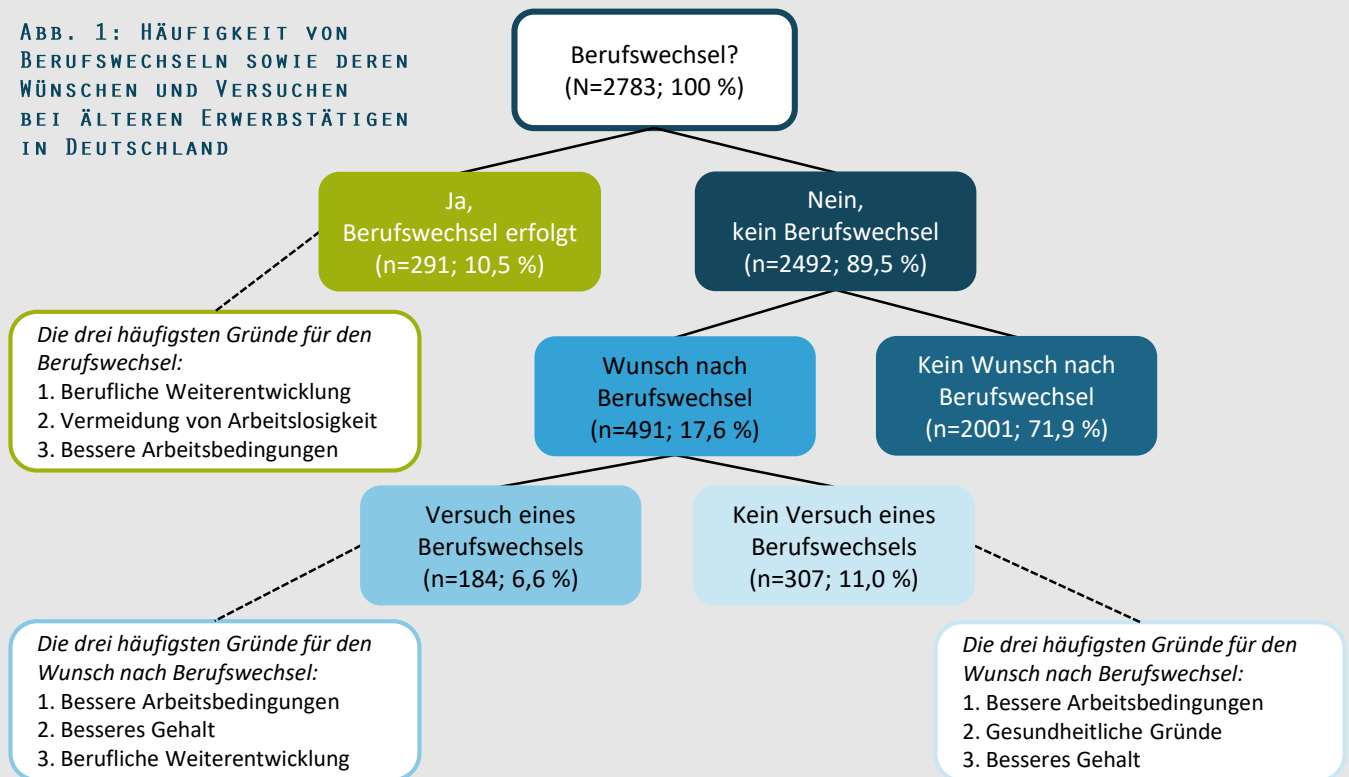 Abb. 1: Häufigkeit von
Berufswechseln sowie deren
Wünschen und Versuchen
bei älteren Erwerbstätigen
in Deutschland
Berufswechsel?
(N=2783; 100 %)
Ja,
Berufswechsel erfolgt
(n=291; 10,5 %)
Nein,
kein Berufswechsel
(n=2492; 89,5 %)
Die drei häufigsten Gründe für den
Berufswechsel:
1. Berufliche Weiterentwicklung
2. Vermeidung von Arbeitslosigkeit
3. Bessere Arbeitsbedingungen
Wunsch nach
Berufswechsel
(n=491; 17,6 %)
Kein Wunsch nach
Berufswechsel
(n=2001; 71,9 %)
Versuch eines
Berufswechsels
(n=184; 6,6 %)
Kein Versuch eines
Berufswechsels
(n=307; 11,0 %)
Die drei häufigsten Gründe für den
Wunsch nach Berufswechsel:
1. Bessere Arbeitsbedingungen
2. Besseres Gehalt
3. Berufliche Weiterentwicklung
Die drei häufigsten Gründe für den
Wunsch nach Berufswechsel:
1. Bessere Arbeitsbedingungen
2. Gesundheitliche Gründe
3. Besseres Gehalt